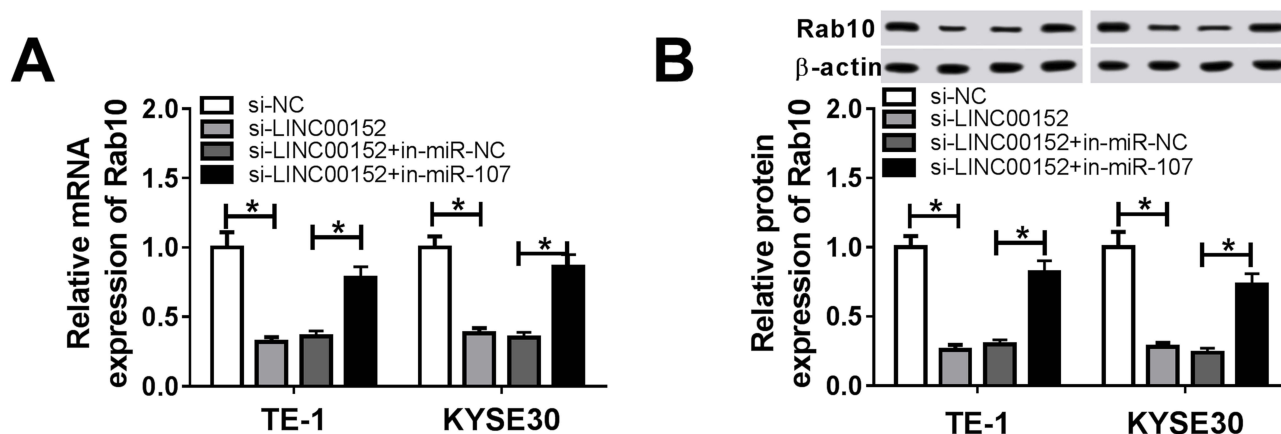 A
Relative mRNA
expression of Rab10
2.0
1.5
1.0
0.5
0.0
si-NC
si-LINC00152
si-LINC00152+in-miR-NC
si-LINC00152+in-miR-107
*
*
*
*
TE-1
KYSE30
B
Rab10
β-actin
Relative protein
expression of Rab10
2.0
1.5
1.0
0.5
0.0
si-NC
si-LINC00152
si-LINC00152+in-miR-NC
si-LINC00152+in-miR-107
*
*
*
*
TE-1
KYSE30